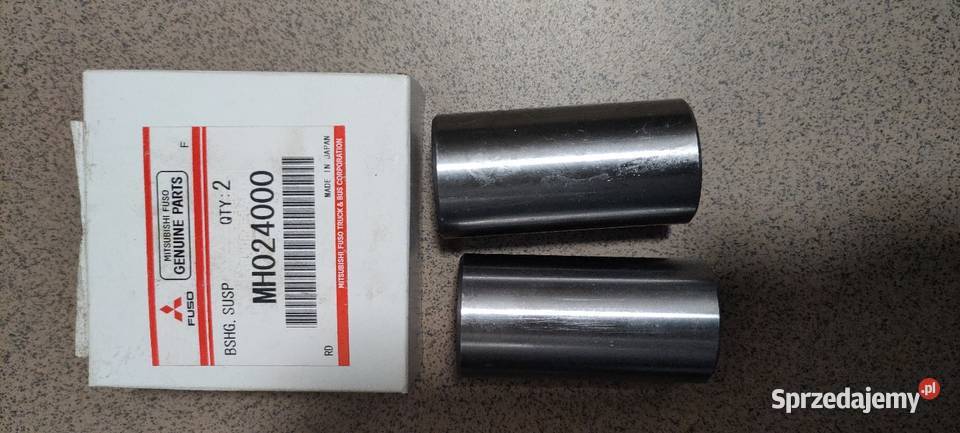 MITSUBISHI FUSO
GENUINE PARTS
F
FUSO
BSHG, SUSP
QTY: 2
MH024000
RD
MADE IN JAPAN
MITSUBISHI FUSO TRUCK & BUS CORPORATION
Sprzedajemy.pl